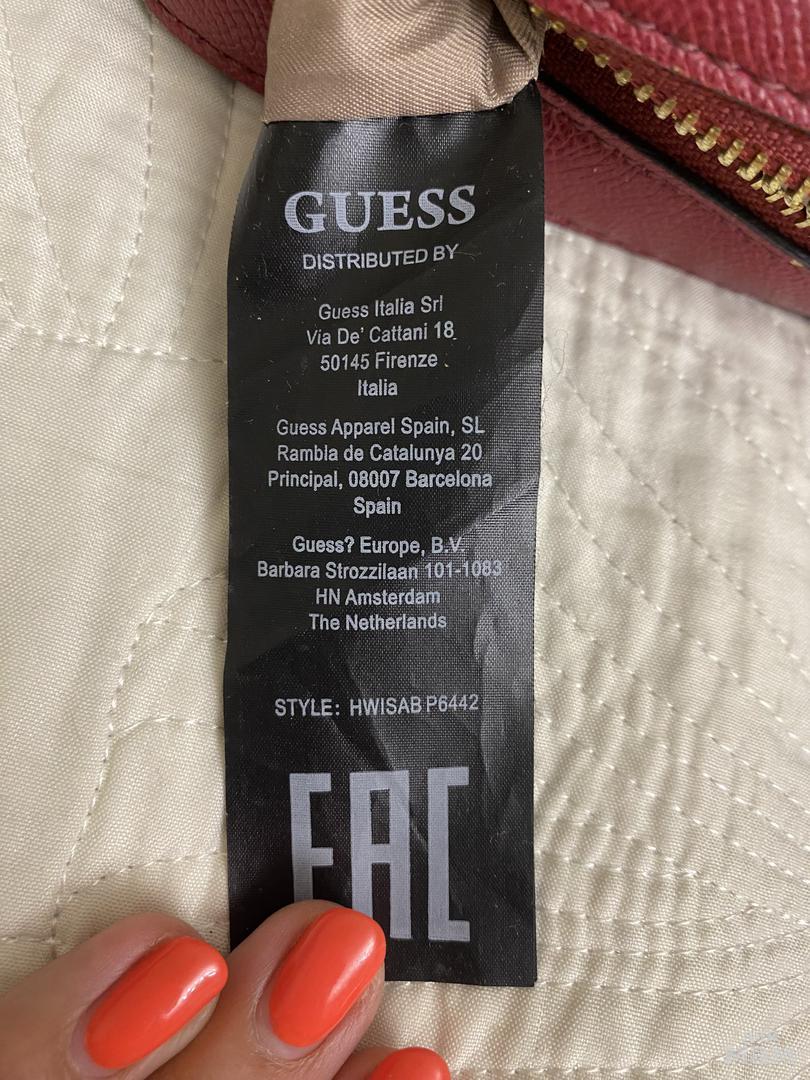 GUESS
DISTRIBUTED BY
Guess Italia Srl
Via De' Cattani 18
50145 Firenze
Italia
Guess Apparel Spain, SL
Rambla de Catalunya 20
Principal, 08007 Barcelona
Spain
Guess? Europe, B.V.
Barbara Strozzilaan 101-1083
HN Amsterdam
The Netherlands
STYLE: HWISAB P6442
EAC